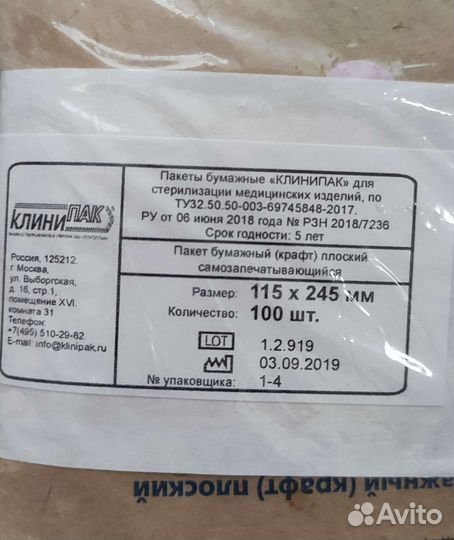 Пакеты бумажные «КЛИНИПАК» для
стерилизации медицинских изделий, по
ТУ32.50.50-003-69745848-2017.
РУ от 06 июня 2018 года № РЗН 2018/7236
Срок годности: 5 лет
КЛИНИПАК
Россия, 125212.
г. Москва,
ул. Выборгская,
д. 16, стр.1,
помещение XVI.
комната 31
Телефон:
+7(495) 510-29-62.
E-mail: info@klinipak.ru
Пакет бумажный (крафт) плоский
самозапечатывающийся
Размер: 115 х 245 мм
Количество: 100 шт.
LOT 1.2.919
03.09.2019
№ упаковщика: 1-4
ажный (крафт) плоский
Avito